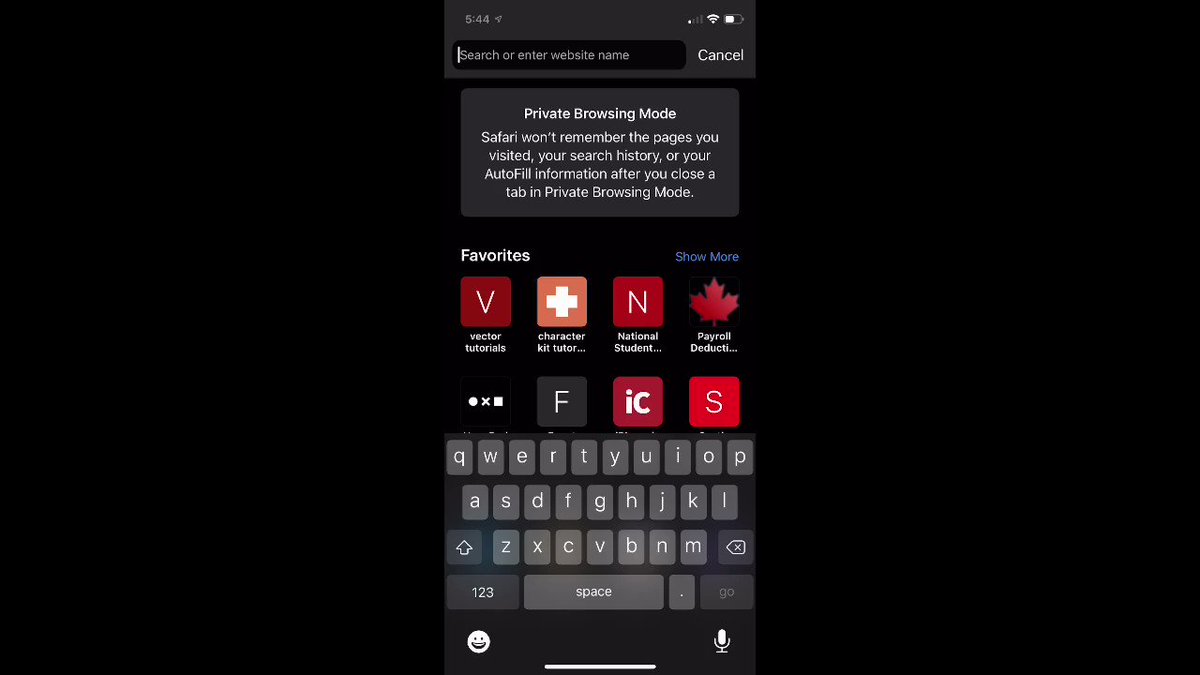 5:44
Search or enter website name Cancel
Private Browsing Mode
Safari won't remember the pages you
visited, your search history, or your
AutoFill information after you close a
tab in Private Browsing Mode.
Favorites Show More
V N
vector character National Payroll
tutorials kit tutor... Student... Deducti...
F iC S
q w e r t y u i o p
a s d f g h j k l
z x c v b n m
123 space . go